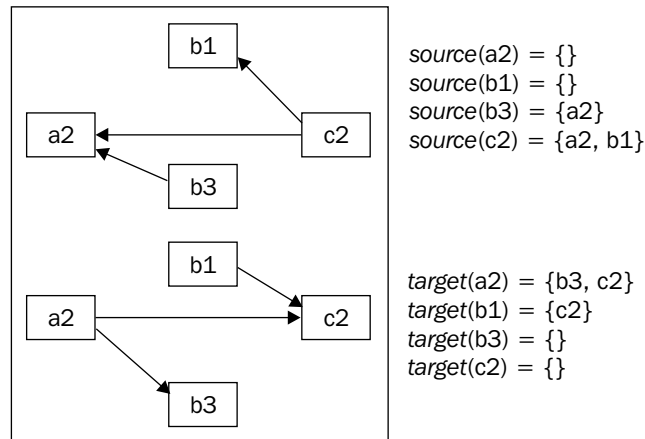 b1
a2
c2
b3
source(a2) = {}
source(b1) = {}
source(b3) = {a2}
source(c2) = {a2, b1}
b1
a2
c2
b3
target(a2) = {b3, c2}
target(b1) = {c2}
target(b3) = {}
target(c2) = {}